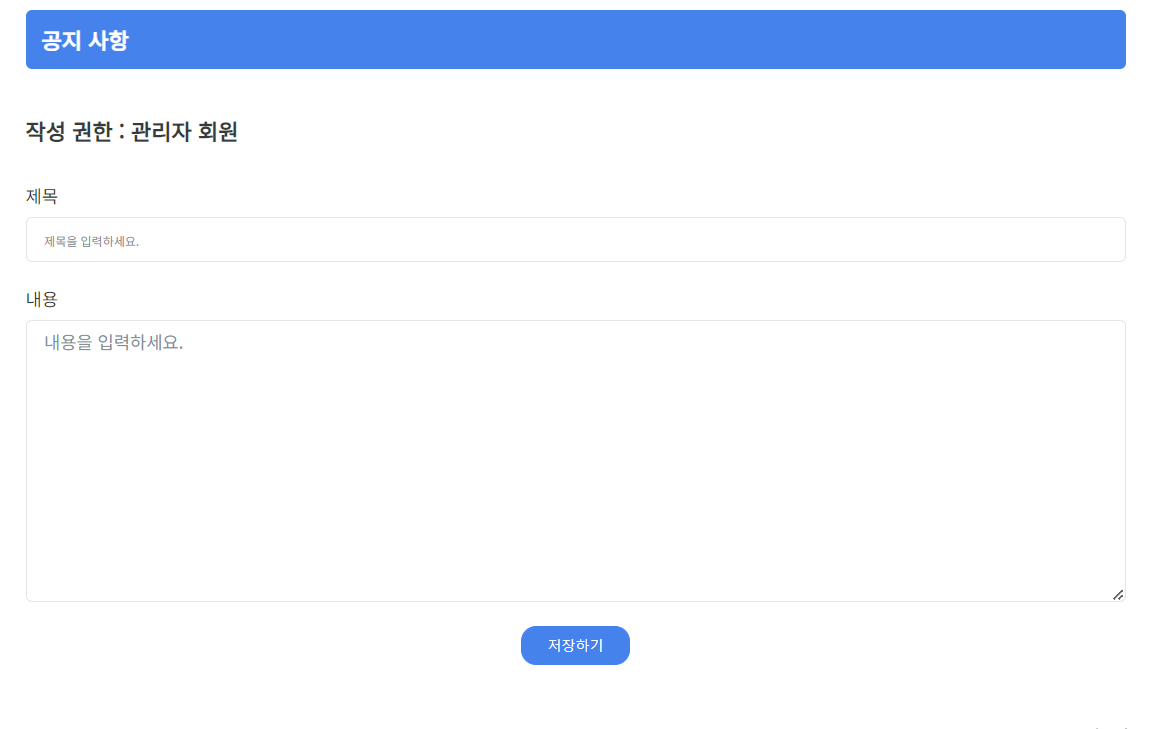 공지 사항
작성 권한 : 관리자 회원
제목
제목을 입력하세요.
내용
내용을 입력하세요.
저장하기